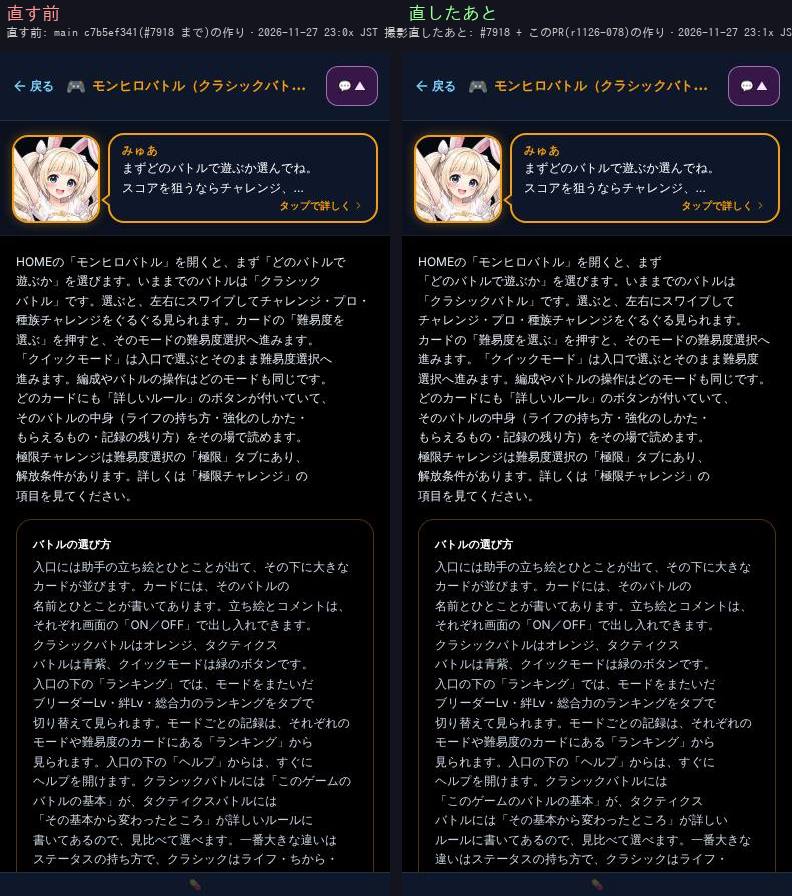 直す前
直す前: main c7b5ef341(#7918 まで)の作り・2026-11-27 23:0x JST 撮影
← 戻る 🎮 モンヒロバトル（クラシックバト…
💬▲
みゅあ
まずどのバトルで遊ぶか選んでね。
スコアを狙うならチャレンジ、…
タップで詳しく ﹥
HOMEの「モンヒロバトル」を開くと、まず「どのバトルで
遊ぶか」を選びます。いままでのバトルは「クラシック
バトル」です。選ぶと、左右にスワイプしてチャレンジ・プロ・
種族チャレンジをぐるぐる見られます。カードの「難易度を
選ぶ」を押すと、そのモードの難易度選択へ進みます。
「クイックモード」は入口で選ぶとそのまま難易度選択へ
進みます。編成やバトルの操作はどのモードも同じです。
どのカードにも「詳しいルール」のボタンが付いていて、
そのバトルの中身（ライフの持ち方・強化のしかた・
もらえるもの・記録の残り方）をその場で読めます。
極限チャレンジは難易度選択の「極限」タブにあり、
解放条件があります。詳しくは「極限チャレンジ」の
項目を見てください。
バトルの選び方
入口には助手の立ち絵とひとことが出て、その下に大きな
カードが並びます。カードには、そのバトルの
名前とひとことが書いてあります。立ち絵とコメントは、
それぞれ画面の「ON／OFF」で出し入れできます。
クラシックバトルはオレンジ、タクティクス
バトルは青紫、クイックモードは緑のボタンです。
入口の下の「ランキング」では、モードをまたいだ
ブリーダーLv・絆Lv・総合力のランキングをタブで
切り替えて見られます。モードごとの記録は、それぞれの
モードや難易度のカードにある「ランキング」から
見られます。入口の下の「ヘルプ」からは、すぐに
ヘルプを開けます。クラシックバトルには「このゲームの
バトルの基本」が、タクティクスバトルには
「その基本から変わったところ」が詳しいルールに
書いてあるので、見比べて選べます。一番大きな違いは
ステータスの持ち方で、クラシックはライフ・ちから・
直したあと
直したあと: #7918 + このPR(r1126-078)の作り・2026-11-27 23:1x JS
← 戻る 🎮 モンヒロバトル（クラシックバト…
💬▲
みゅあ
まずどのバトルで遊ぶか選んでね。
スコアを狙うならチャレンジ、…
タップで詳しく ﹥
HOMEの「モンヒロバトル」を開くと、まず
「どのバトルで遊ぶか」を選びます。いままでのバトルは
「クラシックバトル」です。選ぶと、左右にスワイプして
チャレンジ・プロ・種族チャレンジをぐるぐる見られます。
カードの「難易度を選ぶ」を押すと、そのモードの難易度選択へ
進みます。「クイックモード」は入口で選ぶとそのまま難易度
選択へ進みます。編成やバトルの操作はどのモードも同じです。
どのカードにも「詳しいルール」のボタンが付いていて、
そのバトルの中身（ライフの持ち方・強化のしかた・
もらえるもの・記録の残り方）をその場で読めます。
極限チャレンジは難易度選択の「極限」タブにあり、
解放条件があります。詳しくは「極限チャレンジ」の
項目を見てください。
バトルの選び方
入口には助手の立ち絵とひとことが出て、その下に大きな
カードが並びます。カードには、そのバトルの
名前とひとことが書いてあります。立ち絵とコメントは、
それぞれ画面の「ON／OFF」で出し入れできます。
クラシックバトルはオレンジ、タクティクス
バトルは青紫、クイックモードは緑のボタンです。
入口の下の「ランキング」では、モードをまたいだ
ブリーダーLv・絆Lv・総合力のランキングをタブで
切り替えて見られます。モードごとの記録は、それぞれの
モードや難易度のカードにある「ランキング」から
見られます。入口の下の「ヘルプ」からは、すぐに
ヘルプを開けます。クラシックバトルには
「このゲームのバトルの基本」が、タクティクス
バトルには「その基本から変わったところ」が詳しい
ルールに書いてあるので、見比べて選べます。一番大きな
違いはステータスの持ち方で、クラシックはライフ・